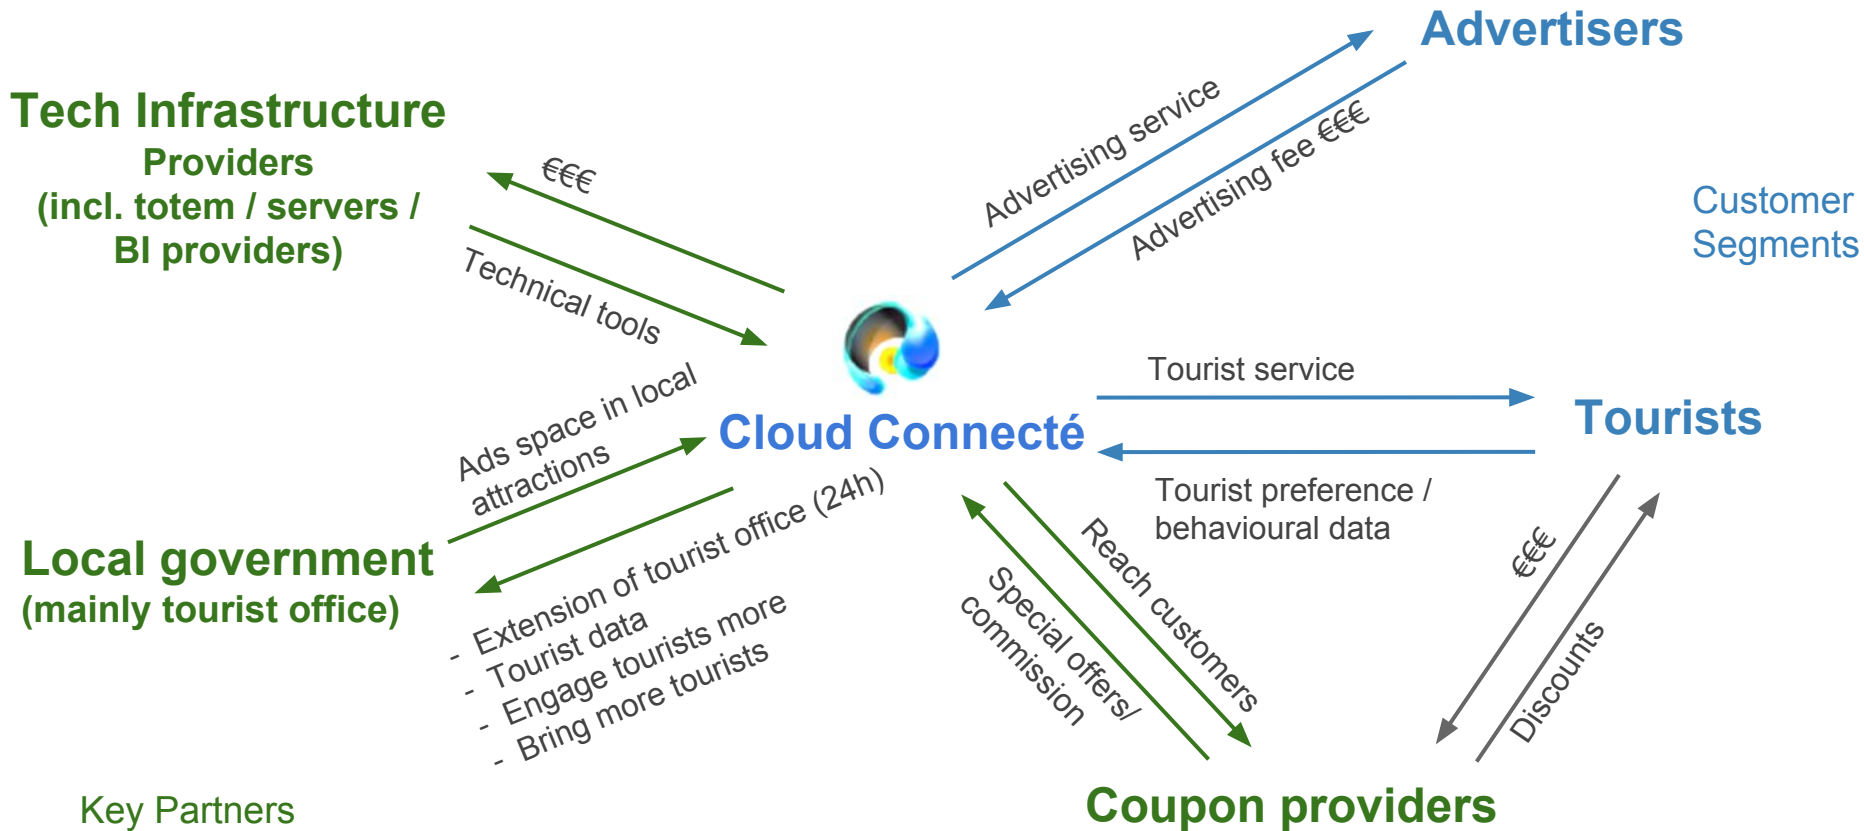 Advertisers
Tech Infrastructure
Providers
(incl. totem / servers /
BI providers)
€€€
Technical tools
Advertising service
Advertising fee €€€
Customer
Segments
Cloud Connecté
Tourist service
Tourists
Tourist preference /
behavioural data
Ads space in local
attractions
Local government
(mainly tourist office)
- Extension of tourist office (24h)
- Tourist data
- Engage tourists more
- Bring more tourists
Reach customers
Special offers/
commission
€€€
Discounts
Coupon providers
Key Partners